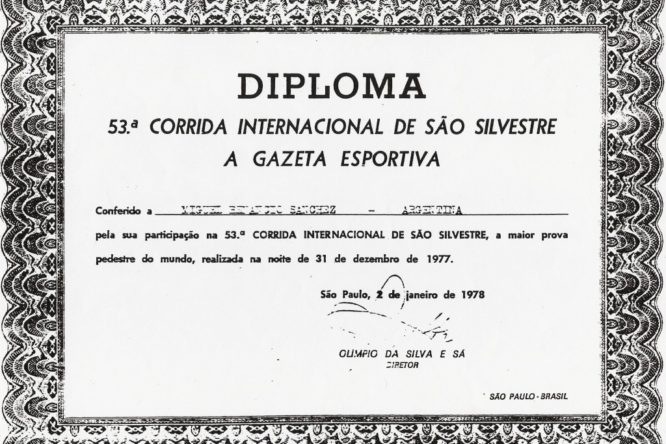 DIPLOMA
53.ª CORRIDA INTERNACIONAL DE SÃO SILVESTRE
A GAZETA ESPORTIVA
Conferido a MIGUEL BENANCIO SANCHEZ - ARGENTINA
pela sua participação na 53.ª CORRIDA INTERNACIONAL DE SÃO SILVESTRE, a maior prova
pedestre do mundo, realizada na noite de 31 de dezembro de 1977.
São Paulo, 2 de janeiro de 1978
OLIMPIO DA SILVA E SÁ
DIRETOR
SÃO PAULO - BRASIL